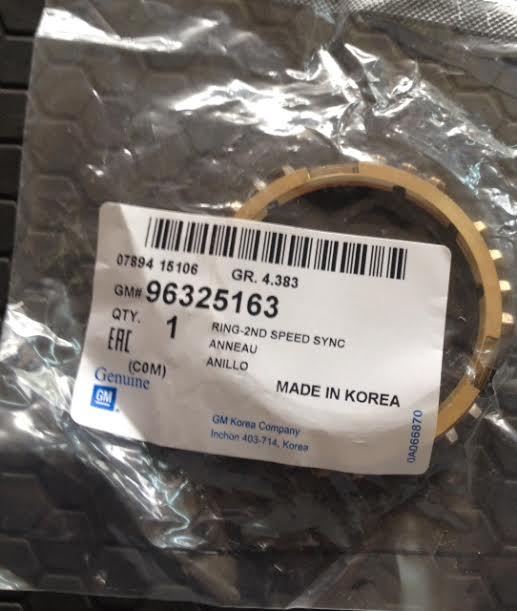 07894 15106 GR. 4.383
GM# 96325163
QTY. 1 RING-2ND SPEED SYNC
ANNEAU
EAC ANILLO
(COM)
Genuine MADE IN KOREA
GM
GM Korea Company
Inchon 403-714, Korea
0A066870